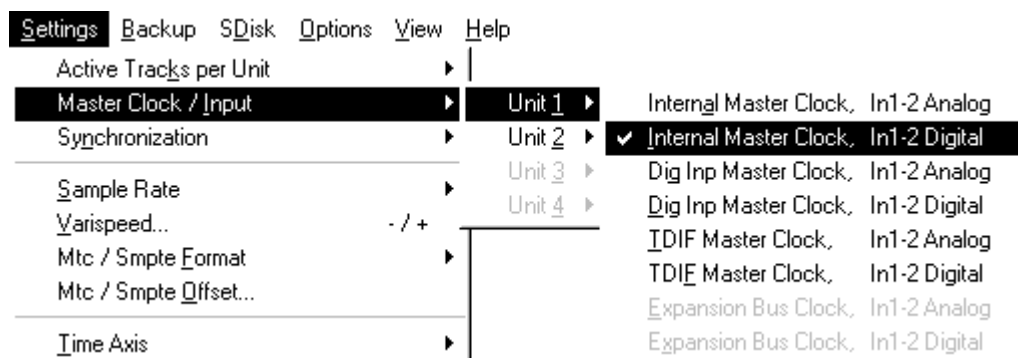 Settings Backup SDisk Options View Help
Active Tracks per Unit
Master Clock / Input
Synchronization
Sample Rate
Varispeed... - / +
Mtc / Smpte Format
Mtc / Smpte Offset...
Time Axis
Unit 1
Unit 2
Unit 3
Unit 4
Internal Master Clock, In1-2 Analog
Internal Master Clock, In1-2 Digital
Dig Inp Master Clock, In1-2 Analog
Dig Inp Master Clock, In1-2 Digital
TDIF Master Clock, In1-2 Analog
TDIF Master Clock, In1-2 Digital
Expansion Bus Clock, In1-2 Analog
Expansion Bus Clock, In1-2 Digital